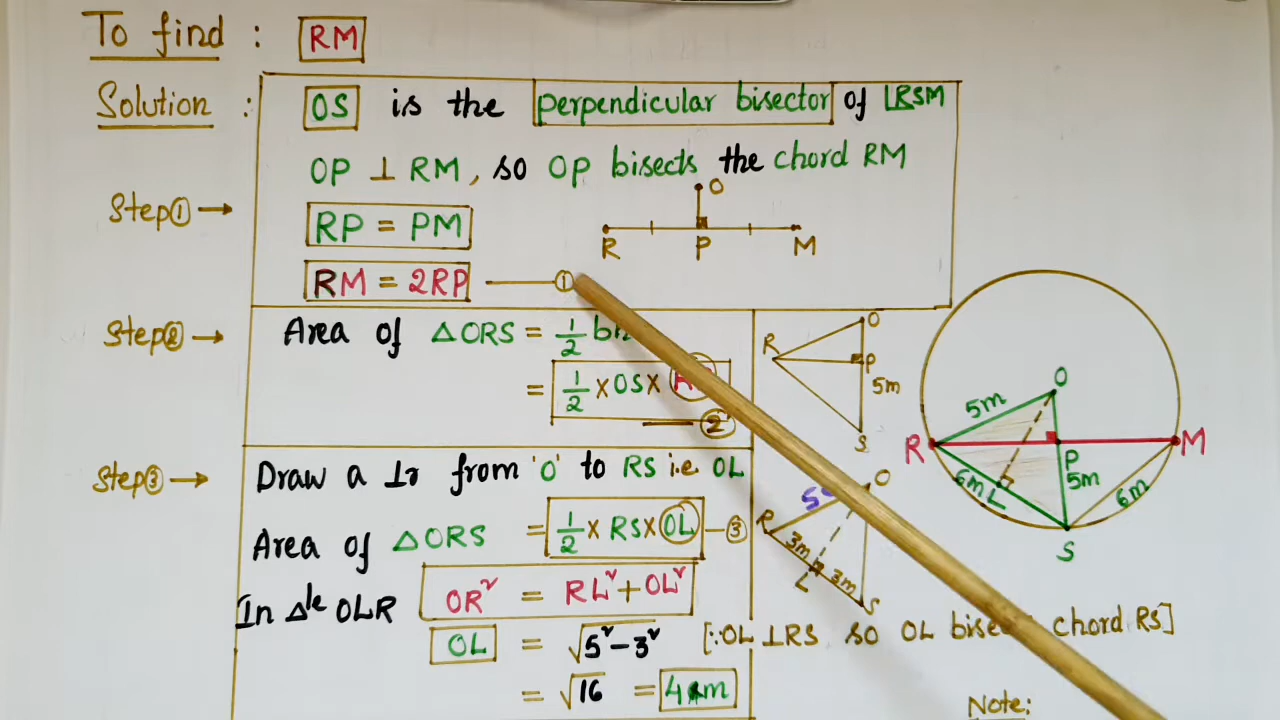 To find : RM
Solution : OS is the perpendicular bisector of ∠RSM
OP ⊥ RM, so OP bisects the chord RM
Step① → RP = PM
O
R P M
RM = 2RP —— ①
Step② → Area of △ORS = 1/2 bh
= 1/2 × OS ×
— ②
O
R
P
5m
S
Step③ → Draw a ⊥r from 'O' to RS i.e OL
Area of △ORS = 1/2 × RS × OL — ③
In △le OLR OR² = RL² + OL²
OL = √5² – 3² [∵OL ⊥ RS so OL chord RS]
= √16 = 4m
O
R
3m
L
3m
S
O
5m
R M
P
5m
6m L 6m
S
Note: